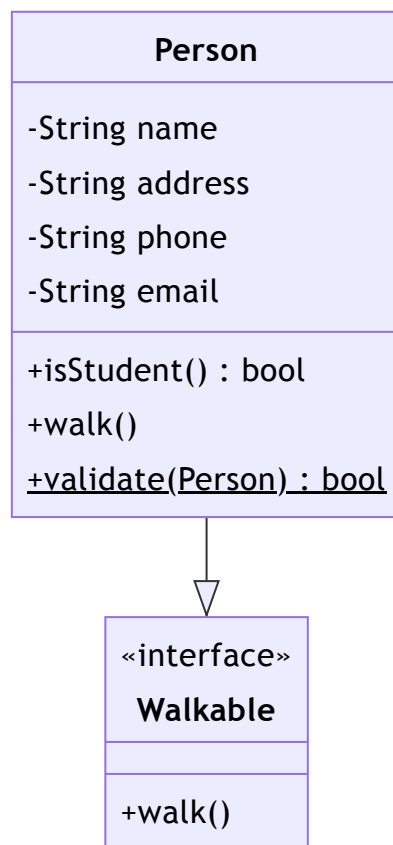 Person
-String name
-String address
-String phone
-String email
+isStudent() : bool
+walk()
+validate(Person) : bool
«interface»
Walkable
+walk()